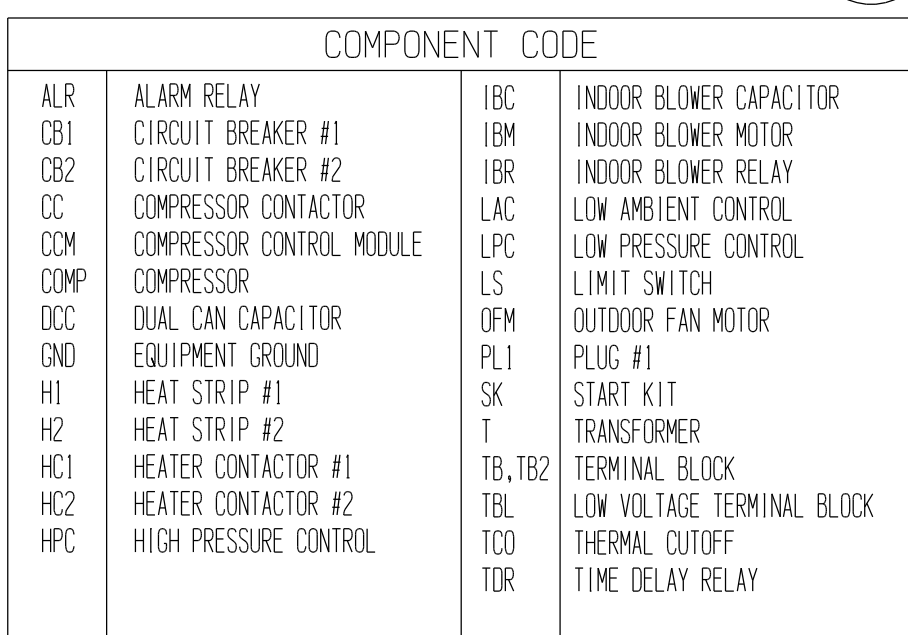 COMPONENT CODE
ALR ALARM RELAY
CB1 CIRCUIT BREAKER #1
CB2 CIRCUIT BREAKER #2
CC COMPRESSOR CONTACTOR
CCM COMPRESSOR CONTROL MODULE
COMP COMPRESSOR
DCC DUAL CAN CAPACITOR
GND EQUIPMENT GROUND
H1 HEAT STRIP #1
H2 HEAT STRIP #2
HC1 HEATER CONTACTOR #1
HC2 HEATER CONTACTOR #2
HPC HIGH PRESSURE CONTROL
IBC INDOOR BLOWER CAPACITOR
IBM INDOOR BLOWER MOTOR
IBR INDOOR BLOWER RELAY
LAC LOW AMBIENT CONTROL
LPC LOW PRESSURE CONTROL
LS LIMIT SWITCH
OFM OUTDOOR FAN MOTOR
PL1 PLUG #1
SK START KIT
T TRANSFORMER
TB,TB2 TERMINAL BLOCK
TBL LOW VOLTAGE TERMINAL BLOCK
TCO THERMAL CUTOFF
TDR TIME DELAY RELAY